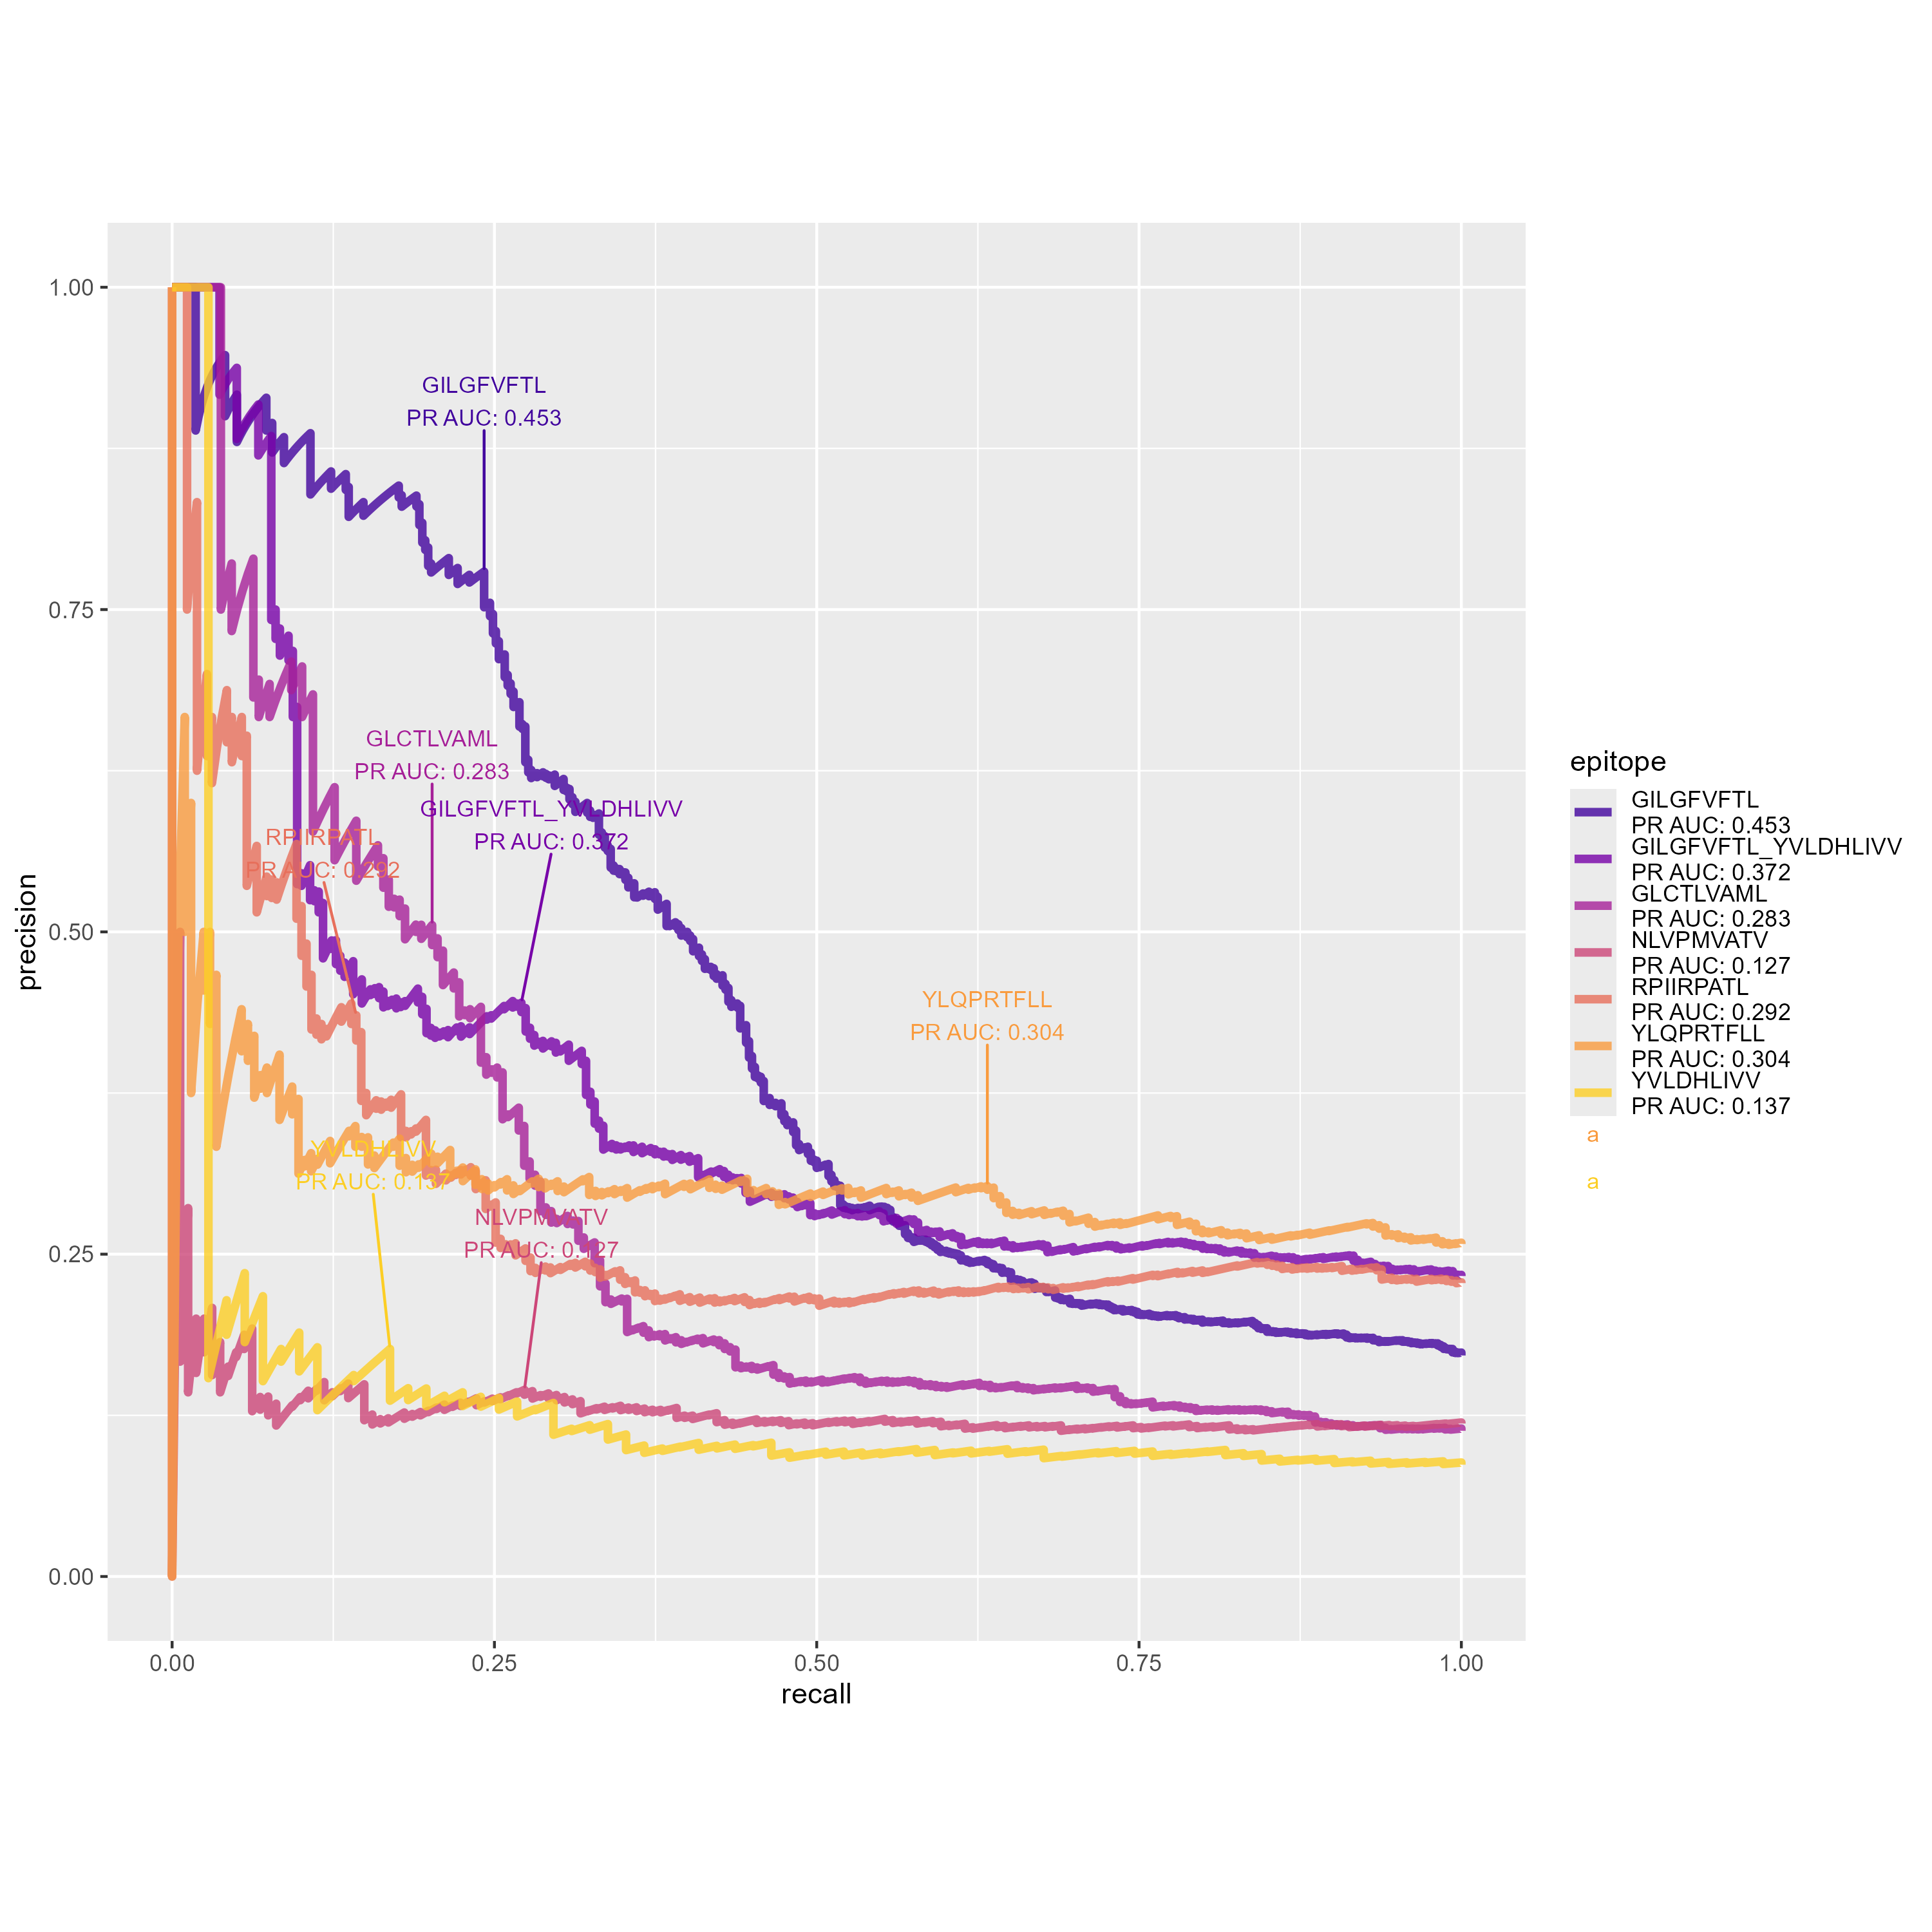 1.00
0.75
0.50
0.25
0.00
precision
GILGFVFTL
PR AUC: 0.453
GLCTLVAML
PR AUC: 0.283
GILGFVFTL_YVLDHLIVV
PR AUC: 0.372
RPIIRPATL
PR AUC: 0.292
YLQPRTFLL
PR AUC: 0.304
YVLDHLIVV
PR AUC: 0.137
NLVPMVATV
PR AUC: 0.127
0.00
0.25
0.50
0.75
1.00
recall
epitope
GILGFVFTL
PR AUC: 0.453
GILGFVFTL_YVLDHLIVV
PR AUC: 0.372
GLCTLVAML
PR AUC: 0.283
NLVPMVATV
PR AUC: 0.127
RPIIRPATL
PR AUC: 0.292
YLQPRTFLL
PR AUC: 0.304
YVLDHLIVV
PR AUC: 0.137
a
a